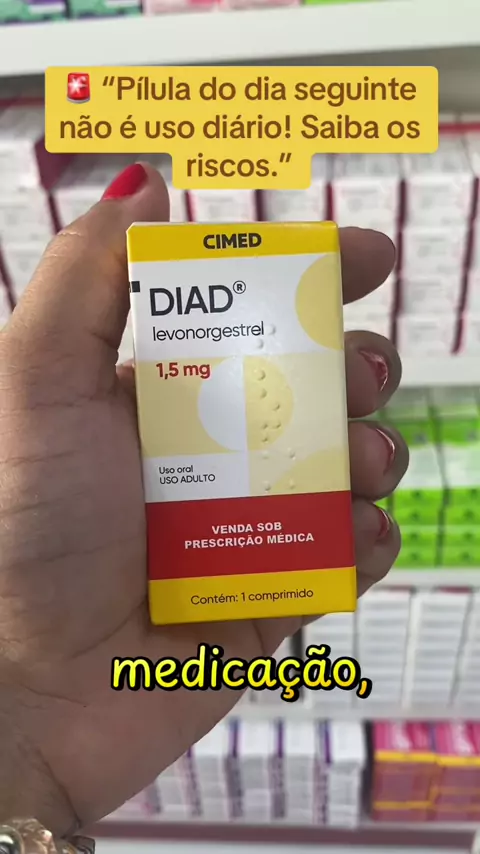 🚨 “Pílula do dia seguinte
não é uso diário! Saiba os
riscos.”
CIMED
DIAD®
levonorgestrel
1,5 mg
Uso oral
USO ADULTO
VENDA SOB
PRESCRIÇÃO MÉDICA
Contém: 1 comprimido
medicação,